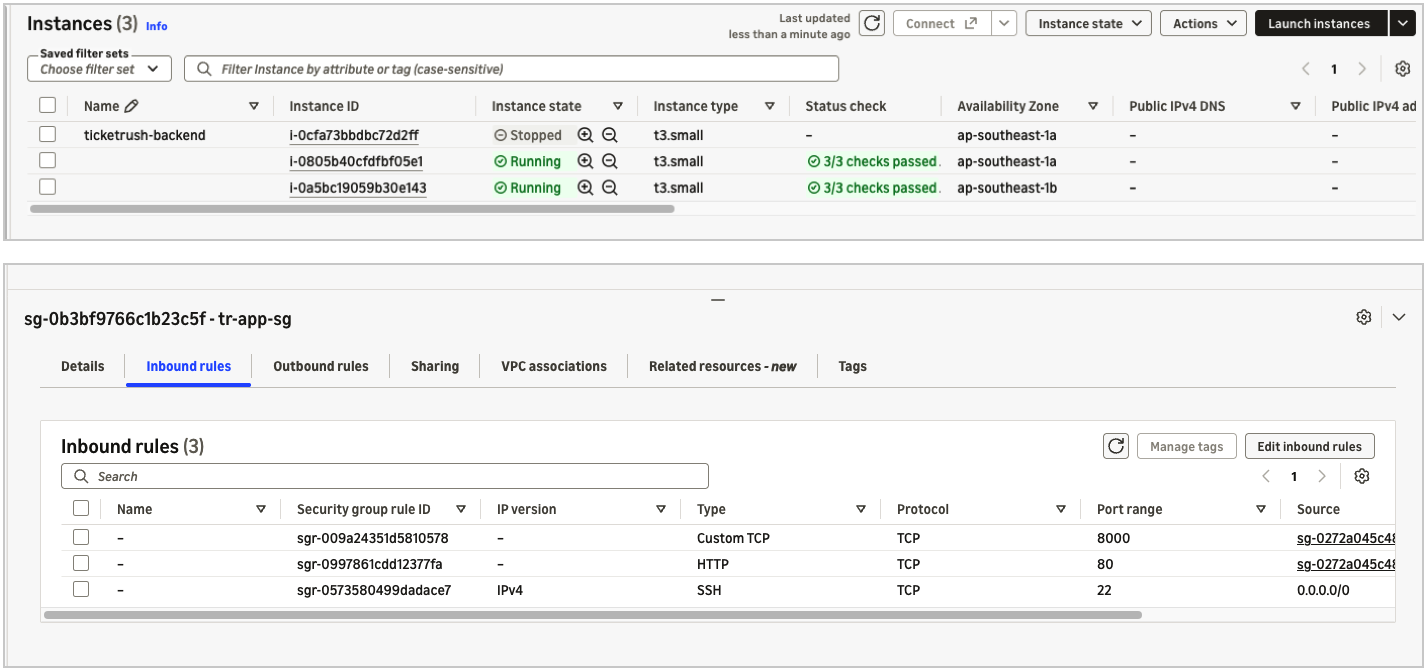 Instances (3) Info
Last updated
less than a minute ago
Connect
Instance state
Actions
Launch instances
Saved filter sets
Choose filter set
Filter Instance by attribute or tag (case-sensitive)
1
Name Instance ID Instance state Instance type Status check Availability Zone Public IPv4 DNS Public IPv4 ad
ticketrush-backend i-0cfa73bbdbc72d2ff Stopped t3.small – ap-southeast-1a – –
i-0805b40cfdfbf05e1 Running t3.small 3/3 checks passed. ap-southeast-1a – –
i-0a5bc19059b30e143 Running t3.small 3/3 checks passed. ap-southeast-1b – –
sg-0b3bf9766c1b23c5f - tr-app-sg
Details Inbound rules Outbound rules Sharing VPC associations Related resources - new Tags
Inbound rules (3)
Manage tags
Edit inbound rules
Search
1
Name Security group rule ID IP version Type Protocol Port range Source
– sgr-009a24351d5810578 – Custom TCP TCP 8000 sg-0272a045c48
– sgr-0997861cdd12377fa – HTTP TCP 80 sg-0272a045c48
– sgr-0573580499dadace7 IPv4 SSH TCP 22 0.0.0.0/0